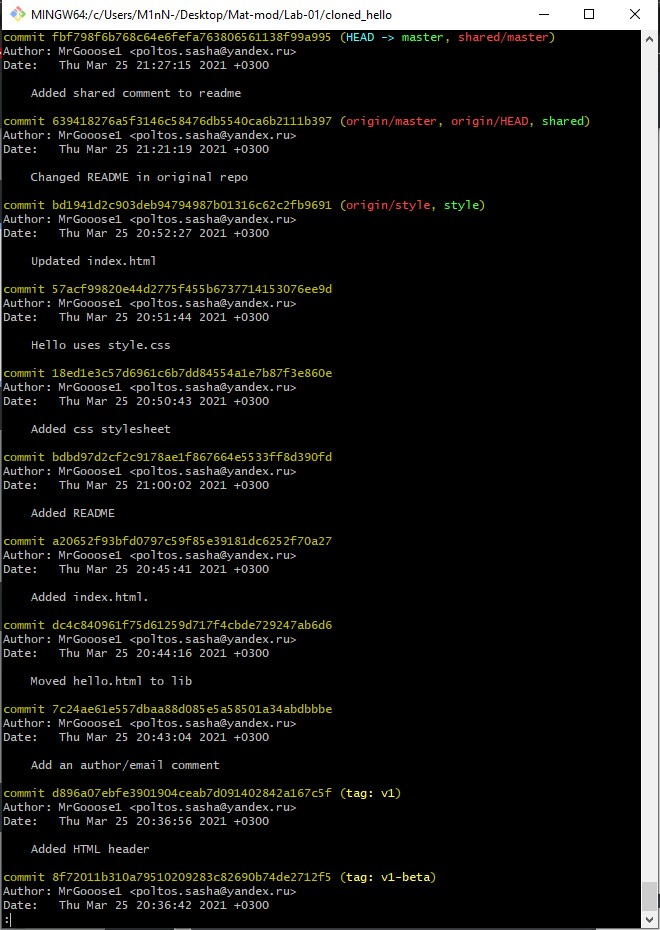 MINGW64:/c/Users/M1nN-/Desktop/Mat-mod/Lab-01/cloned_hello
commit fbf798f6b768c64e6fefa763806561138f99a995 (HEAD -> master, shared/master)
Author: MrGooose1 <poltos.sasha@yandex.ru>
Date:   Thu Mar 25 21:27:15 2021 +0300
    Added shared comment to readme
commit 639418276a5f3146c58476db5540ca6b2111b397 (origin/master, origin/HEAD, shared)
Author: MrGooose1 <poltos.sasha@yandex.ru>
Date:   Thu Mar 25 21:21:19 2021 +0300
    Changed README in original repo
commit bd1941d2c903deb94794987b01316c62c2fb9691 (origin/style, style)
Author: MrGooose1 <poltos.sasha@yandex.ru>
Date:   Thu Mar 25 20:52:27 2021 +0300
    Updated index.html
commit 57acf99820e44d2775f455b6737714153076ee9d
Author: MrGooose1 <poltos.sasha@yandex.ru>
Date:   Thu Mar 25 20:51:44 2021 +0300
    Hello uses style.css
commit 18ed1e3c57d6961c6b7dd84554a1e7b87f3e860e
Author: MrGooose1 <poltos.sasha@yandex.ru>
Date:   Thu Mar 25 20:50:43 2021 +0300
    Added css stylesheet
commit bdbd97d2cf2c9178ae1f867664e5533ff8d390fd
Author: MrGooose1 <poltos.sasha@yandex.ru>
Date:   Thu Mar 25 21:00:02 2021 +0300
    Added README
commit a20652f93bfd0797c59f85e39181dc6252f70a27
Author: MrGooose1 <poltos.sasha@yandex.ru>
Date:   Thu Mar 25 20:45:41 2021 +0300
    Added index.html.
commit dc4c840961f75d61259d717f4cbde729247ab6d6
Author: MrGooose1 <poltos.sasha@yandex.ru>
Date:   Thu Mar 25 20:44:16 2021 +0300
    Moved hello.html to lib
commit 7c24ae61e557dbaa88d085e5a58501a34abdbbbe
Author: MrGooose1 <poltos.sasha@yandex.ru>
Date:   Thu Mar 25 20:43:04 2021 +0300
    Add an author/email comment
commit d896a07ebfe3901904ceab7d091402842a167c5f (tag: v1)
Author: MrGooose1 <poltos.sasha@yandex.ru>
Date:   Thu Mar 25 20:36:56 2021 +0300
    Added HTML header
commit 8f72011b310a79510209283c82690b74de2712f5 (tag: v1-beta)
Author: MrGooose1 <poltos.sasha@yandex.ru>
Date:   Thu Mar 25 20:36:42 2021 +0300
: